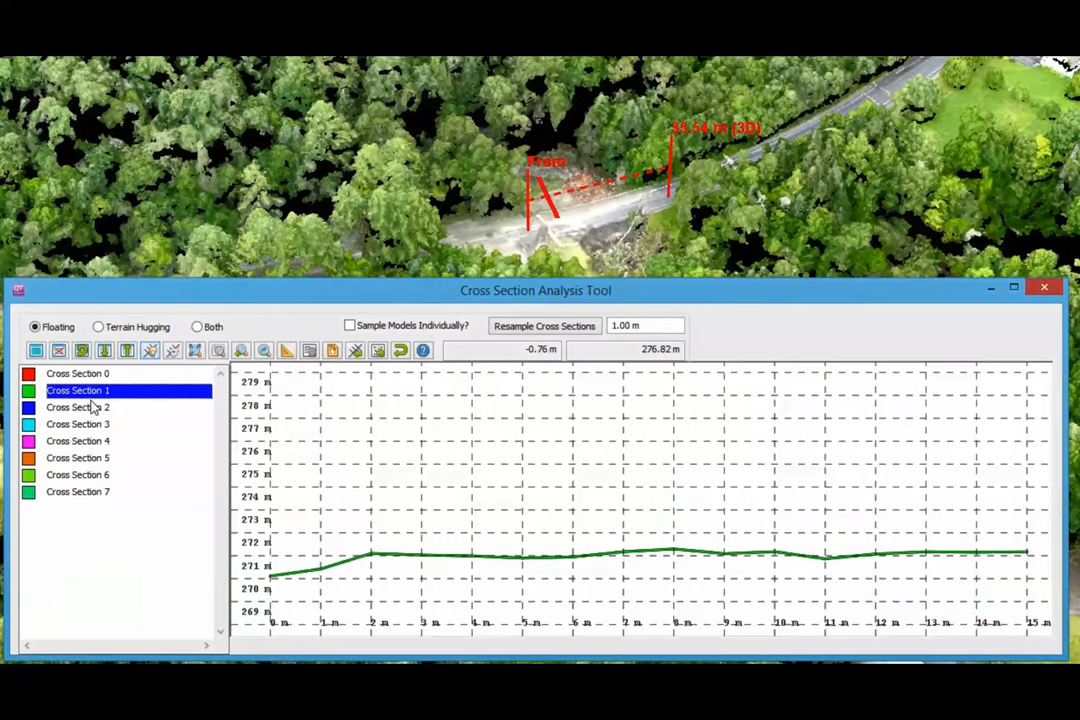 35.54 m (3D)
From
QT
Cross Section Analysis Tool
Floating
Terrain Hugging
Both
Sample Models Individually?
Resample Cross Sections
1.00 m
-0.76 m
276.82 m
Cross Section 0
Cross Section 1
Cross Section 2
Cross Section 3
Cross Section 4
Cross Section 5
Cross Section 6
Cross Section 7
279 m
278 m
277 m
276 m
275 m
274 m
273 m
272 m
271 m
270 m
269 m
0 m 1 m 2 m 3 m 4 m 5 m 6 m 7 m 8 m 9 m 10 m 11 m 12 m 13 m 14 m 15 m